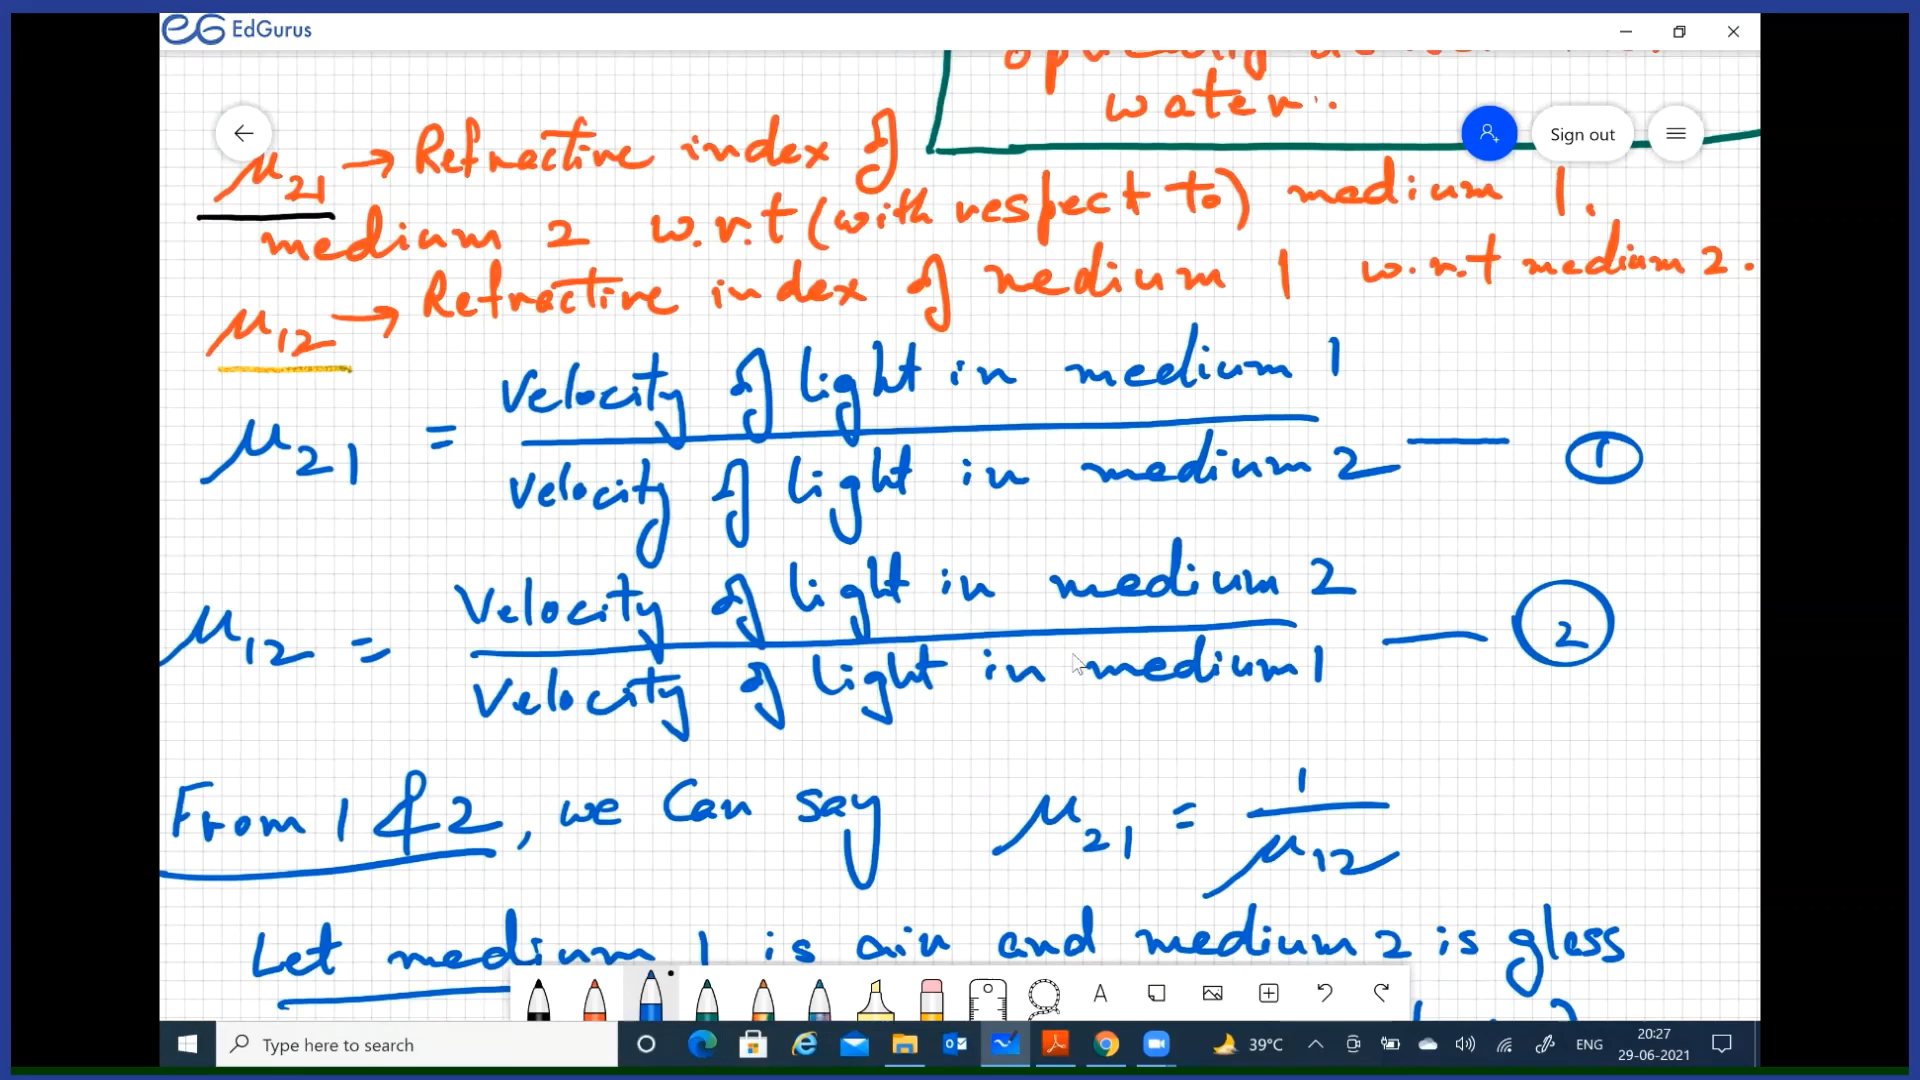 EdGurus
water.
Sign out
μ21 → Refractive index of
medium 2 w.r.t (with respect to) medium 1.
μ12 → Refractive index of medium 1 w.r.t medium 2.
μ21 = Velocity of light in medium 1 / Velocity of light in medium 2 — ①
μ12 = Velocity of light in medium 2 / Velocity of light in medium 1 — ②
From 1 & 2, we can say μ21 = 1 / μ12
Let medium 1 is air and medium 2 is glass
Type here to search
39°C
ENG
20:27
29-06-2021